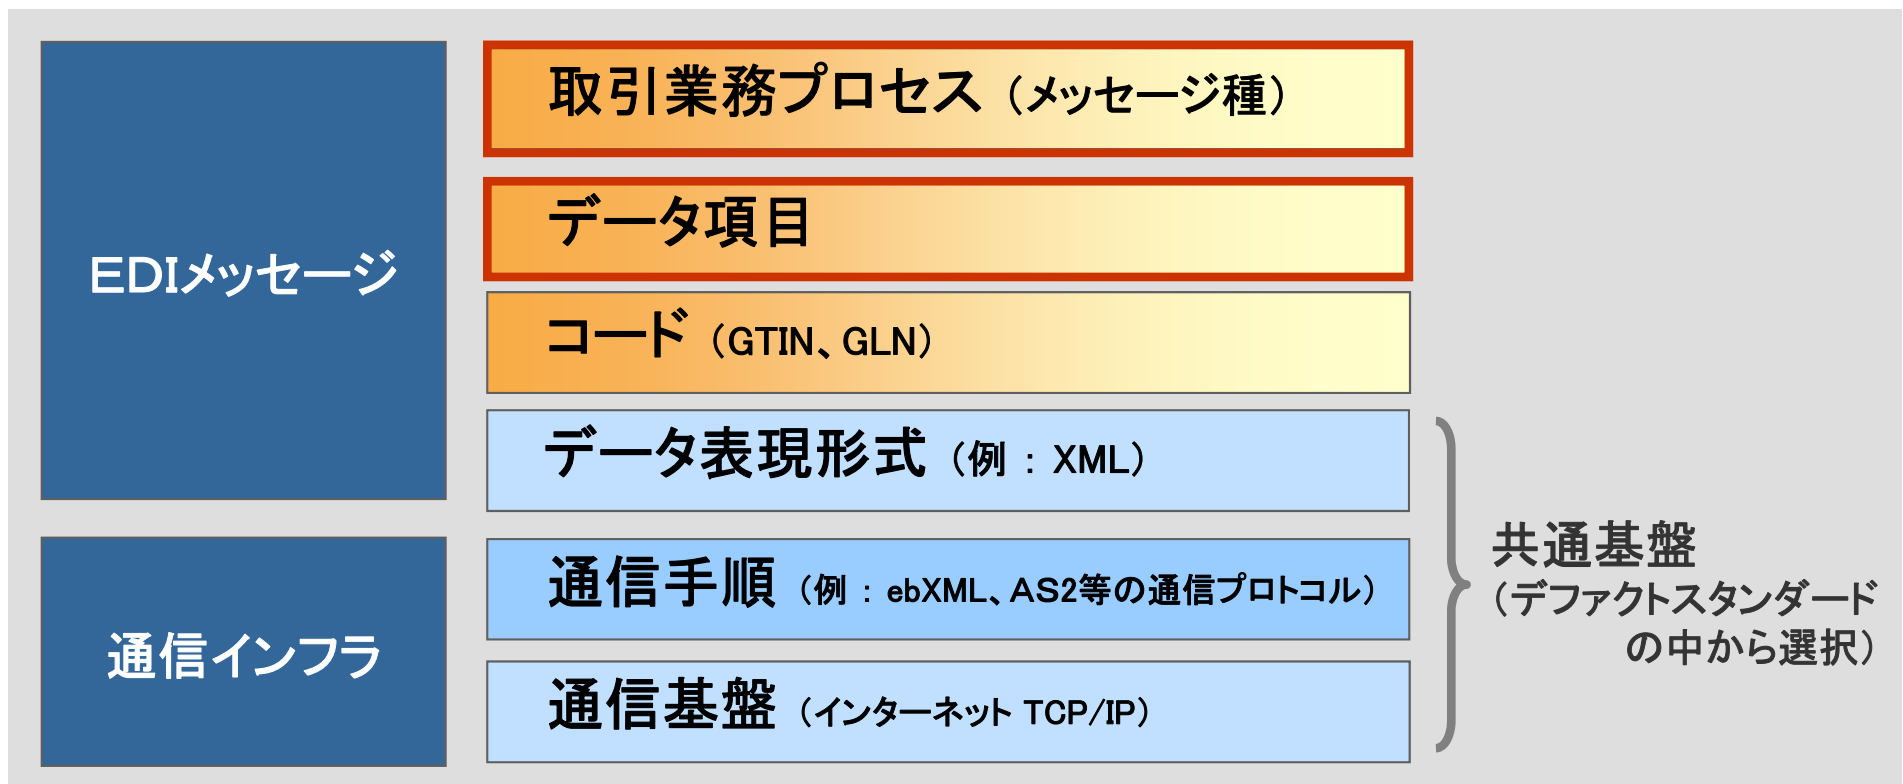 EDIメッセージ
取引業務プロセス（メッセージ種）
データ項目
コード（GTIN、GLN）
データ表現形式（例：XML）
通信インフラ
通信手順（例：ebXML、AS2等の通信プロトコル）
通信基盤（インターネット TCP/IP）
共通基盤
（デファクトスタンダード
の中から選択）